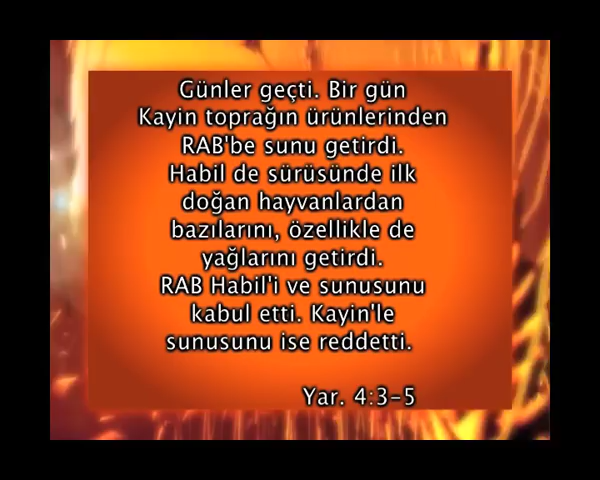 Günler geçti. Bir gün
Kayin toprağın ürünlerinden
RAB'be sunu getirdi.
Habil de sürüsünde ilk
doğan hayvanlardan
bazılarını, özellikle de
yağlarını getirdi.
RAB Habil'i ve sunusunu
kabul etti. Kayin'le
sunusunu ise reddetti.
Yar. 4:3-5